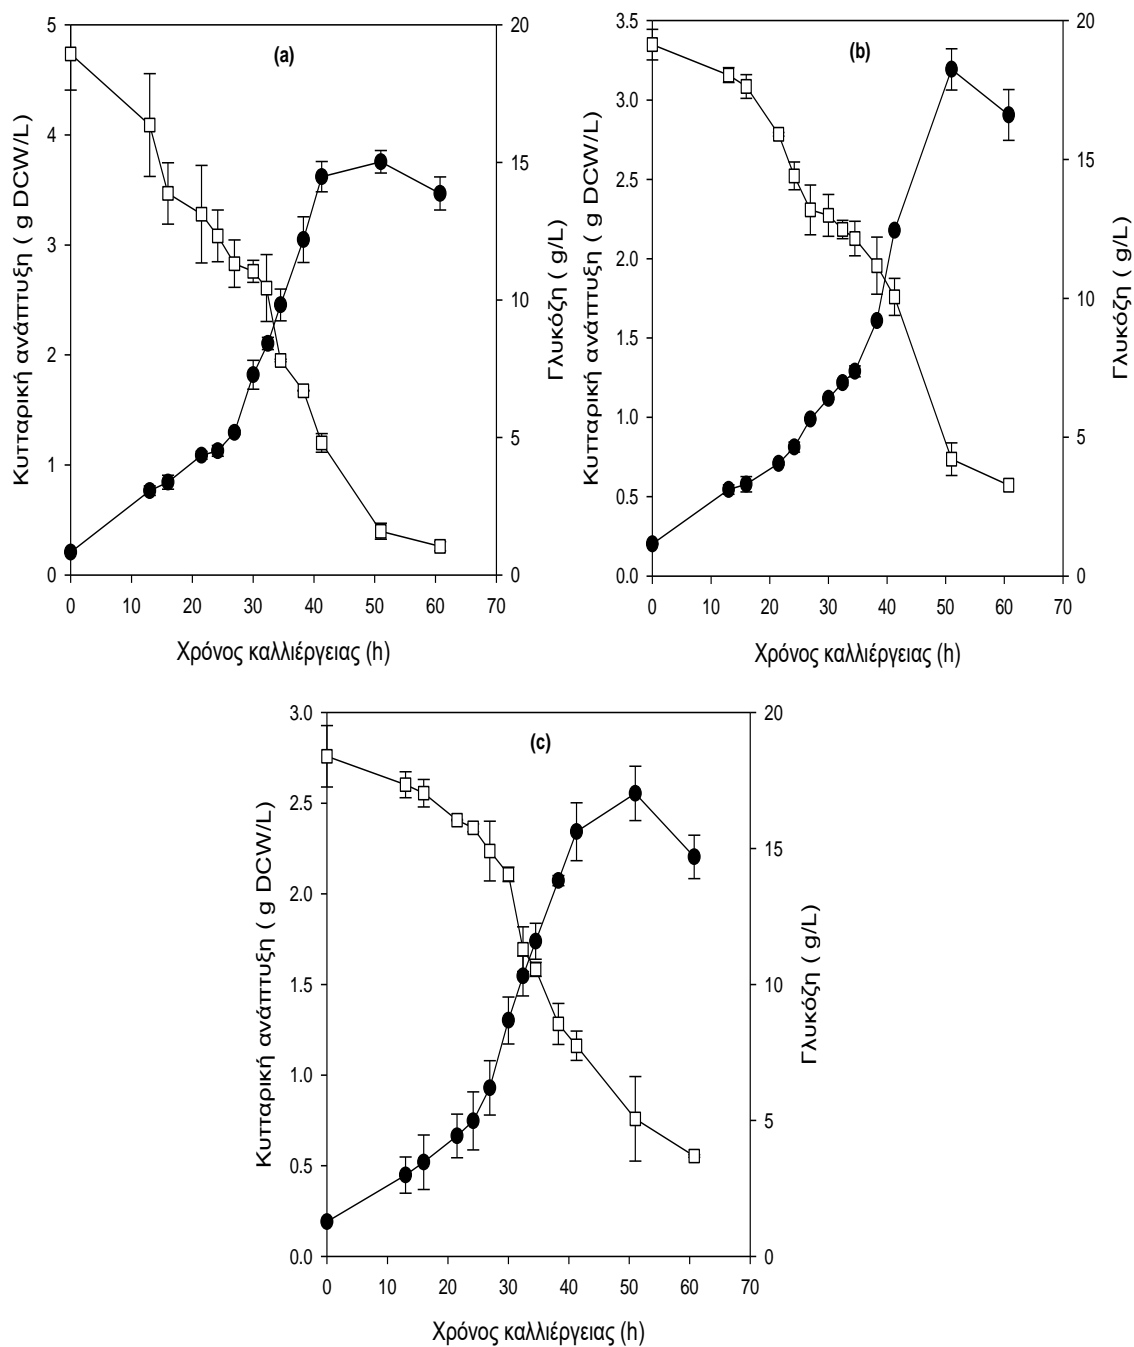 (a)
Κυτταρική ανάπτυξη ( g DCW/L)
5
4
3
2
1
0
20
15
10
5
0
Γλυκόζη ( g/L)
0 10 20 30 40 50 60 70
Χρόνος καλλιέργειας (h)
(b)
Κυτταρική ανάπτυξη ( g DCW/L)
3.5
3.0
2.5
2.0
1.5
1.0
0.5
0.0
20
15
10
5
0
Γλυκόζη ( g/L)
0 10 20 30 40 50 60 70
Χρόνος καλλιέργειας (h)
(c)
Κυτταρική ανάπτυξη ( g DCW/L)
3.0
2.5
2.0
1.5
1.0
0.5
0.0
20
15
10
5
0
Γλυκόζη ( g/L)
0 10 20 30 40 50 60 70
Χρόνος καλλιέργειας (h)